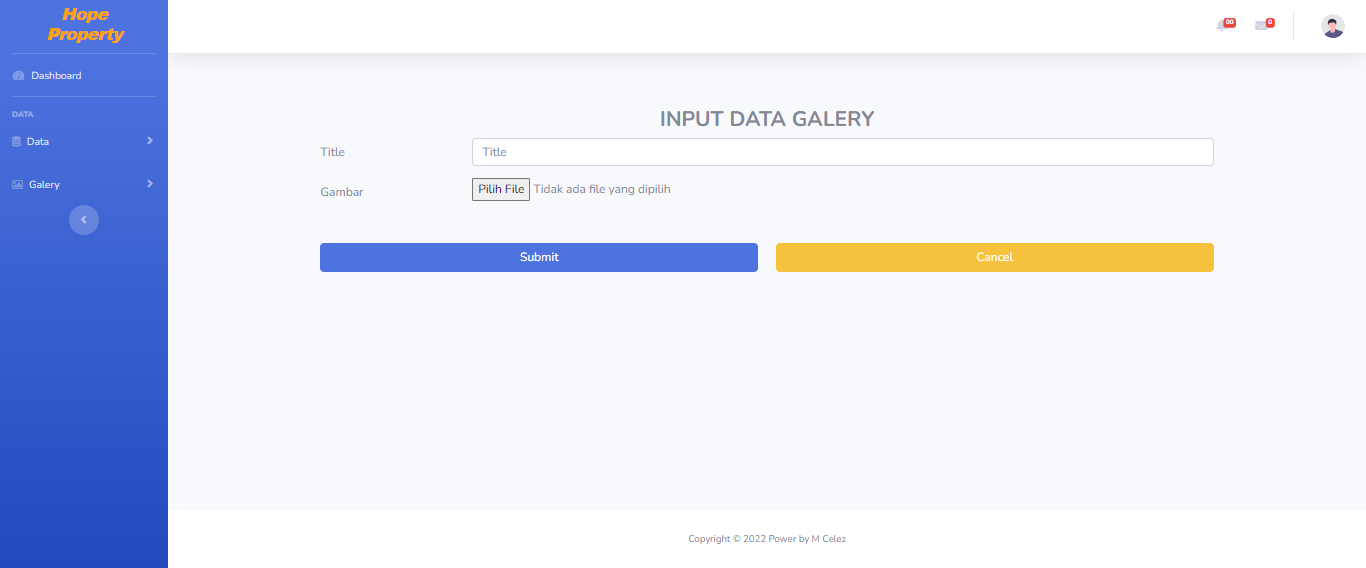 Hope
Property
00
0
Dashboard
DATA
Data
Galery
INPUT DATA GALERY
Title
Title
Gambar
Pilih File Tidak ada file yang dipilih
Submit
Cancel
Copyright © 2022 Power by M Celez